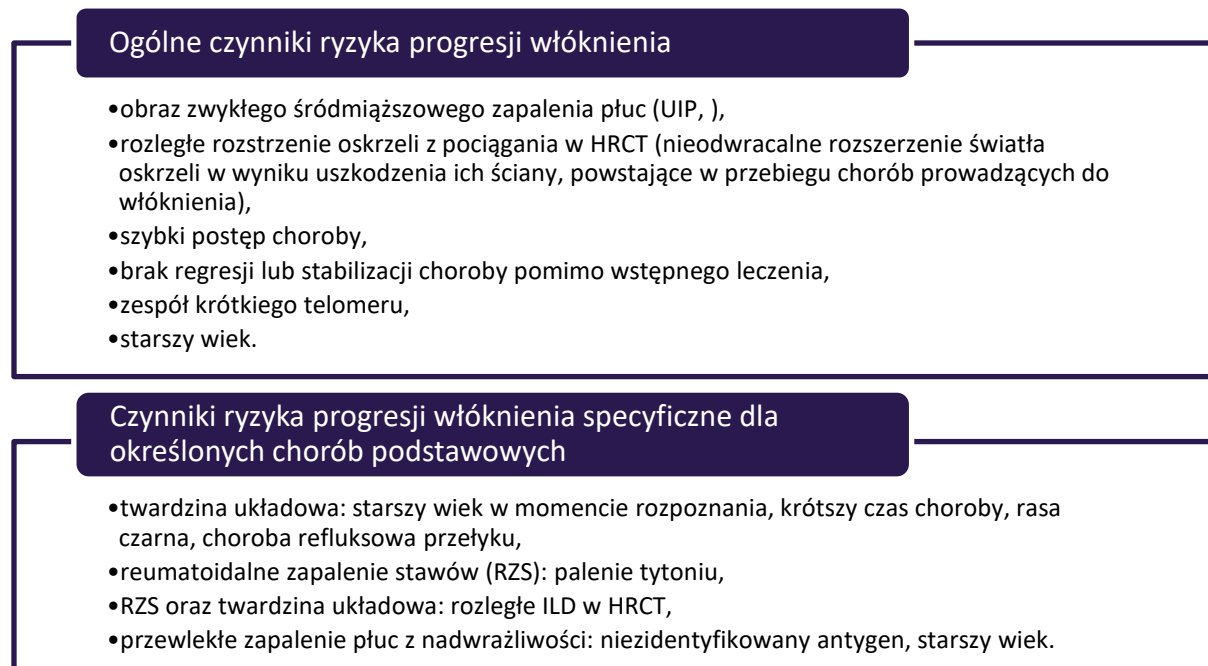 Ogólne czynniki ryzyka progresji włóknienia
•obraz zwykłego śródmiąższowego zapalenia płuc (UIP, ),
•rozległe rozstrzenie oskrzeli z pociągania w HRCT (nieodwracalne rozszerzenie światła
oskrzeli w wyniku uszkodzenia ich ściany, powstające w przebiegu chorób prowadzących do
włóknienia),
•szybki postęp choroby,
•brak regresji lub stabilizacji choroby pomimo wstępnego leczenia,
•zespół krótkiego telomeru,
•starszy wiek.
Czynniki ryzyka progresji włóknienia specyficzne dla
określonych chorób podstawowych
•twardzina układowa: starszy wiek w momencie rozpoznania, krótszy czas choroby, rasa
czarna, choroba refluksowa przełyku,
•reumatoidalne zapalenie stawów (RZS): palenie tytoniu,
•RZS oraz twardzina układowa: rozległe ILD w HRCT,
•przewlekłe zapalenie płuc z nadwrażliwości: niezidentyfikowany antygen, starszy wiek.